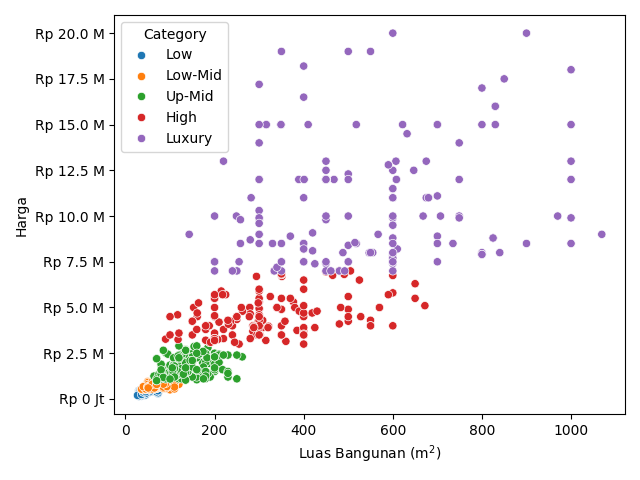 Rp 20.0 M
Rp 17.5 M
Rp 15.0 M
Rp 12.5 M
Rp 10.0 M
Rp 7.5 M
Rp 5.0 M
Rp 2.5 M
Rp 0 Jt
Harga
Category
Low
Low-Mid
Up-Mid
High
Luxury
0 200 400 600 800 1000
Luas Bangunan (m²)